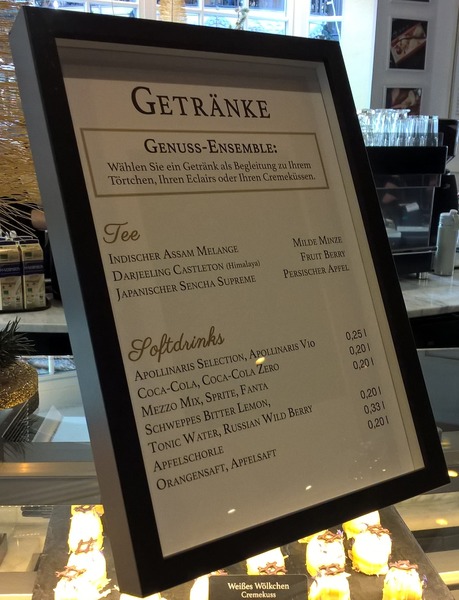 GETRÄNKE
GENUSS-ENSEMBLE:
Wählen Sie ein Getränk als Begleitung zu Ihrem
Törtchen, Ihren Eclairs oder Ihren Cremeküssen.
Tee
INDISCHER ASSAM MELANGE
DARJEELING CASTLETON (Himalaya)
JAPANISCHER SENCHA SUPREME
MILDE MINZE
FRUIT BERRY
PERSISCHER APFEL
Softdrinks
APOLLINARIS SELECTION, APOLLINARIS V10 0,25 l
COCA-COLA, COCA-COLA ZERO 0,20 l
MEZZO MIX, SPRITE, FANTA 0,20 l
SCHWEPPES BITTER LEMON,
TONIC WATER, RUSSIAN WILD BERRY 0,20 l
APFELSCHORLE 0,33 l
ORANGENSAFT, APFELSAFT 0,20 l
Weißes Wölkchen
Cremekuss